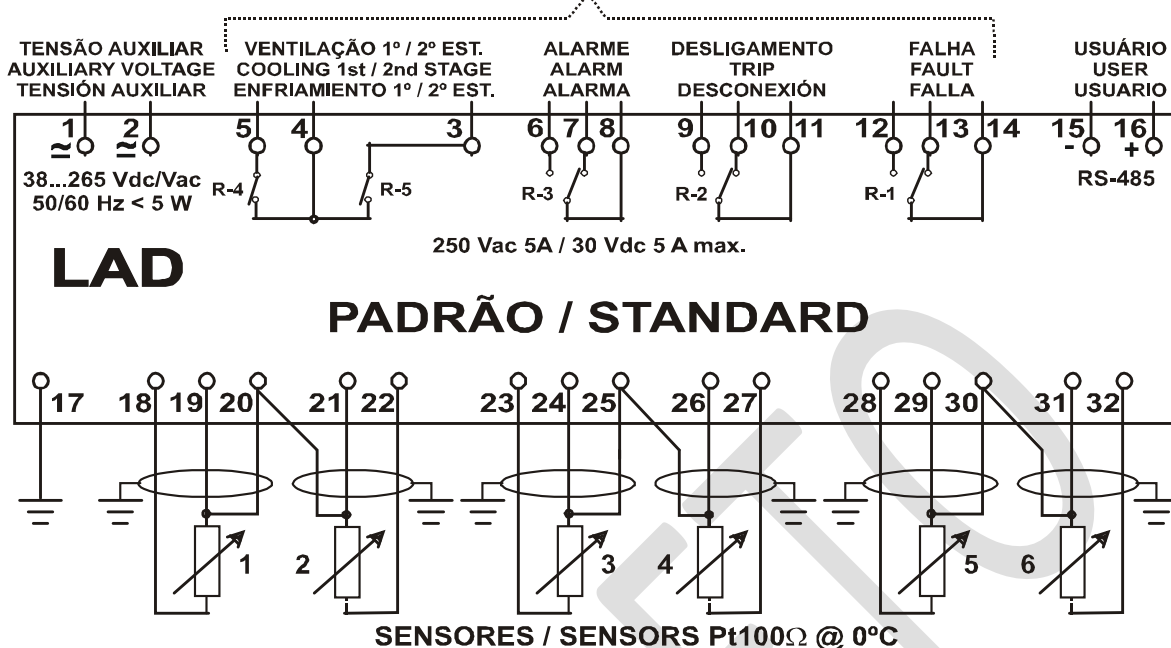 TENSÃO AUXILIAR
AUXILIARY VOLTAGE
TENSIÓN AUXILIAR
VENTILAÇÃO 1º / 2º EST.
COOLING 1st / 2nd STAGE
ENFRIAMIENTO 1º / 2º EST.
ALARME
ALARM
ALARMA
DESLIGAMENTO
TRIP
DESCONEXIÓN
FALHA
FAULT
FALLA
USUÁRIO
USER
USUARIO
1 2 5 4 3 6 7 8 9 10 11 12 13 14 15 16
≃ ≃ - +
38...265 Vdc/Vac
50/60 Hz < 5 W
R-4 R-5 R-3 R-2 R-1 RS-485
250 Vac 5A / 30 Vdc 5 A max.
LAD
PADRÃO / STANDARD
17 18 19 20 21 22 23 24 25 26 27 28 29 30 31 32
1 2 3 4 5 6
SENSORES / SENSORS Pt100Ω @ 0ºC